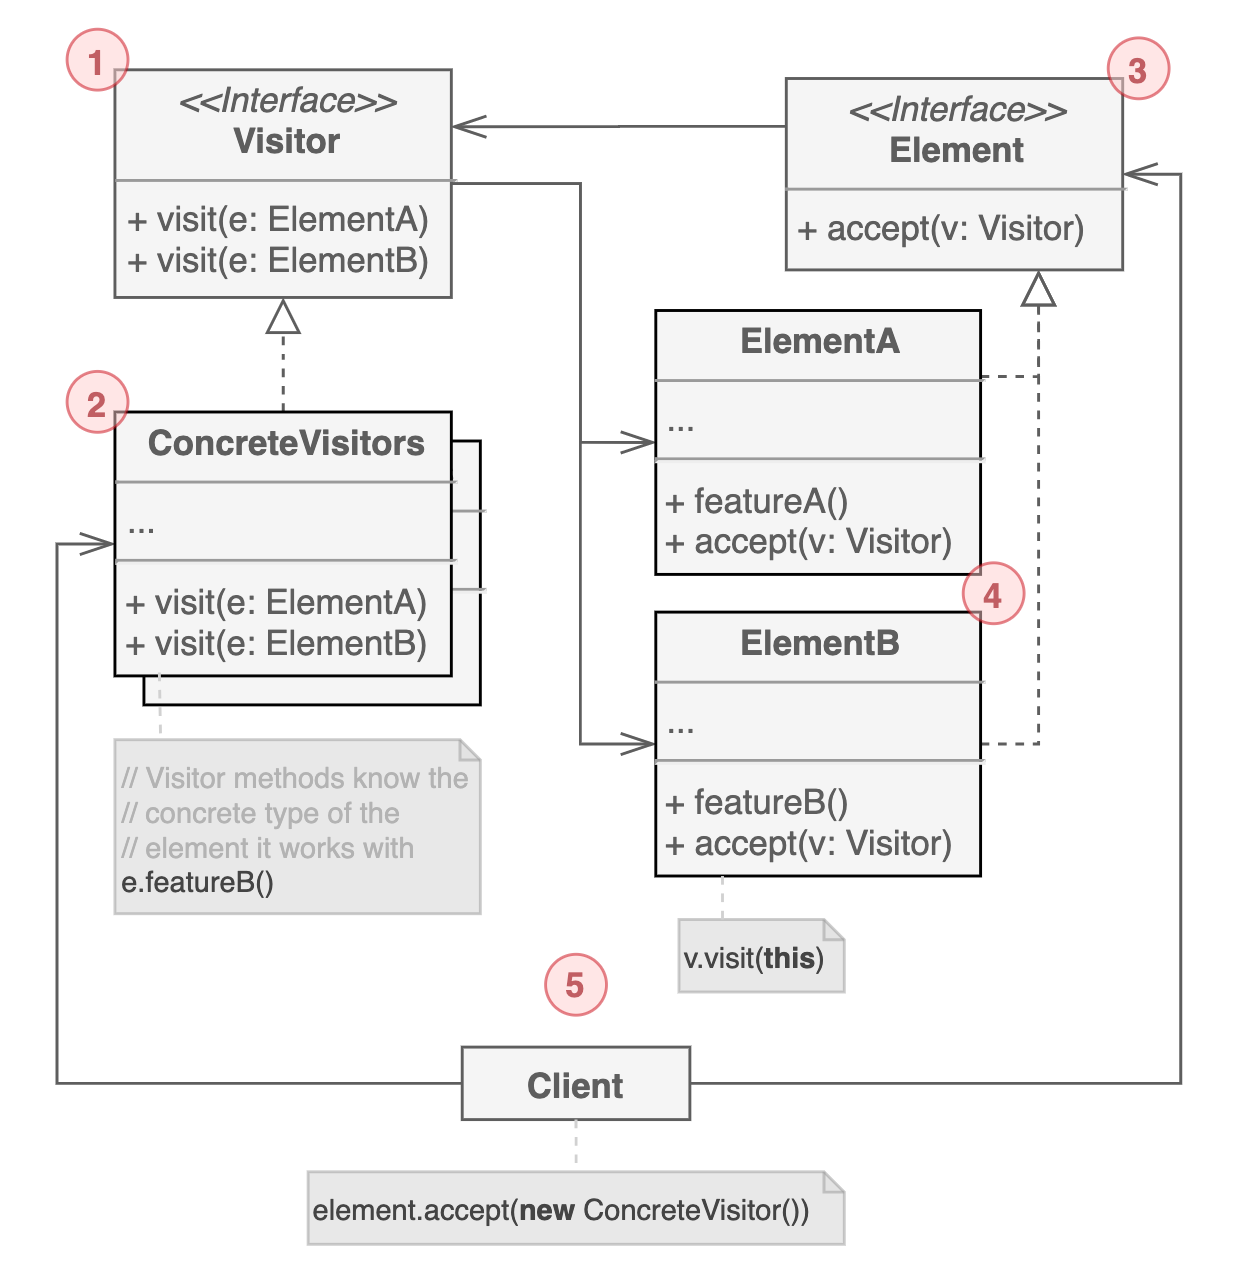 1
<<Interface>>
Visitor
+ visit(e: ElementA)
+ visit(e: ElementB)
3
<<Interface>>
Element
+ accept(v: Visitor)
2
ConcreteVisitors
...
+ visit(e: ElementA)
+ visit(e: ElementB)
// Visitor methods know the
// concrete type of the
// element it works with
e.featureB()
ElementA
...
+ featureA()
+ accept(v: Visitor)
4
ElementB
...
+ featureB()
+ accept(v: Visitor)
v.visit(this)
5
Client
element.accept(new ConcreteVisitor())